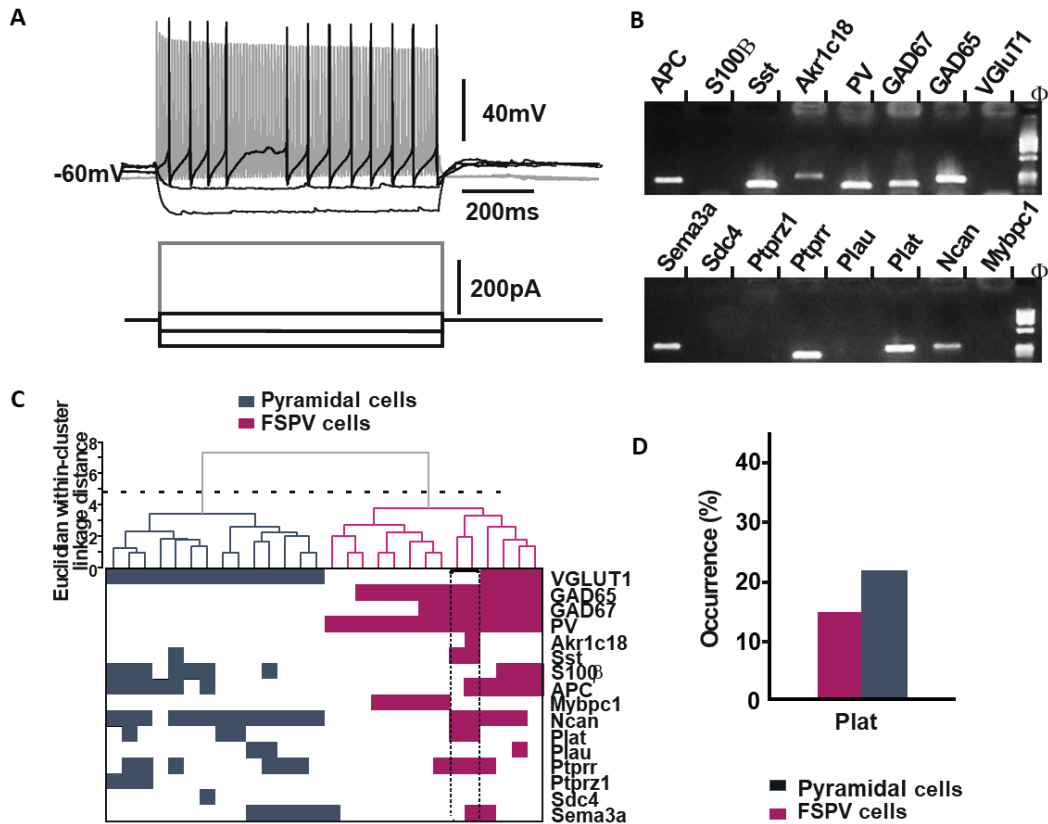 A
40mV
-60mV
200ms
200pA
B
APC S100β Sst Akr1c18 PV GAD67 GAD65 VGluT1 Φ
Sema3a Sdc4 Ptprz1 Ptprr Plau Plat Ncan Mybpc1 Φ
C
Pyramidal cells
FSPV cells
Euclidian within-cluster
linkage distance
8
6
4
2
0
VGLUT1
GAD65
GAD67
PV
Akr1c18
Sst
S100β
APC
Mybpc1
Ncan
Plat
Plau
Ptprr
Ptprz1
Sdc4
Sema3a
D
Occurrence (%)
40
30
20
10
0
Plat
Pyramidal cells
FSPV cells